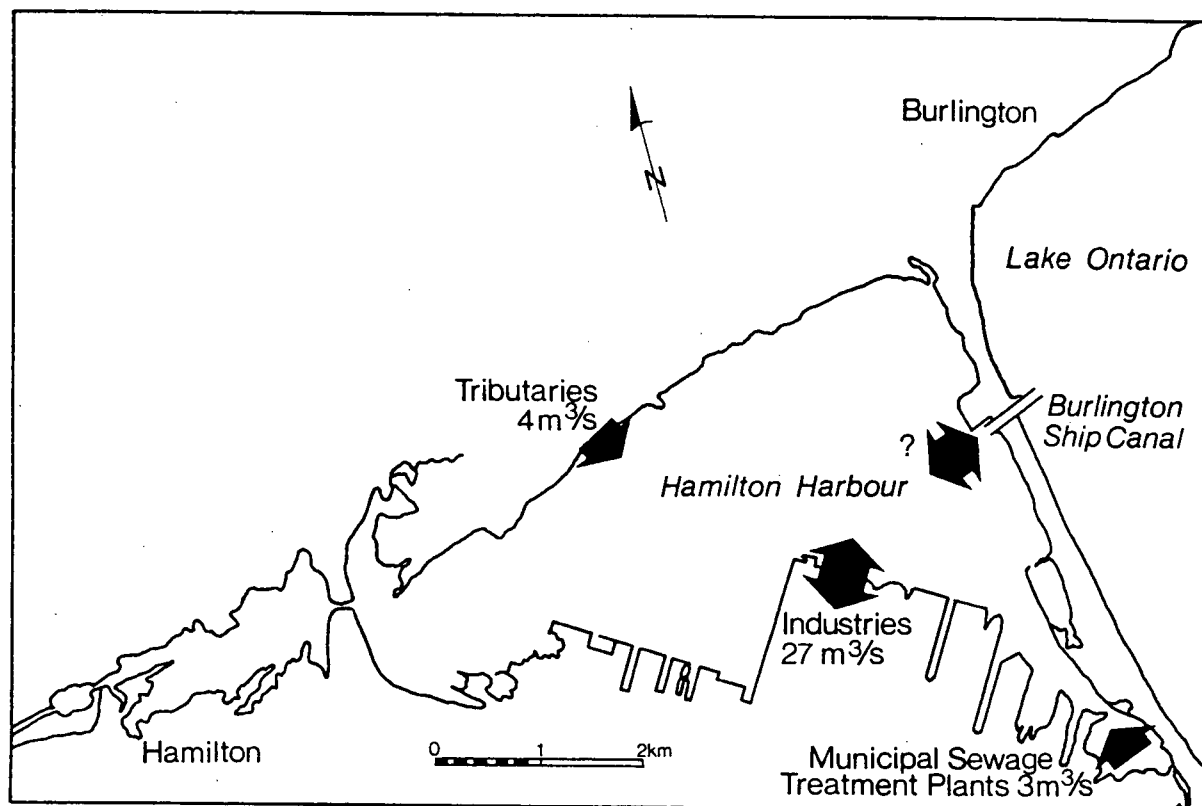 Burlington
N
Lake Ontario
Tributaries
4 m³/s
Burlington
Ship Canal
?
Hamilton Harbour
Industries
27 m³/s
Hamilton
0 1 2km
Municipal Sewage
Treatment Plants 3m³/s